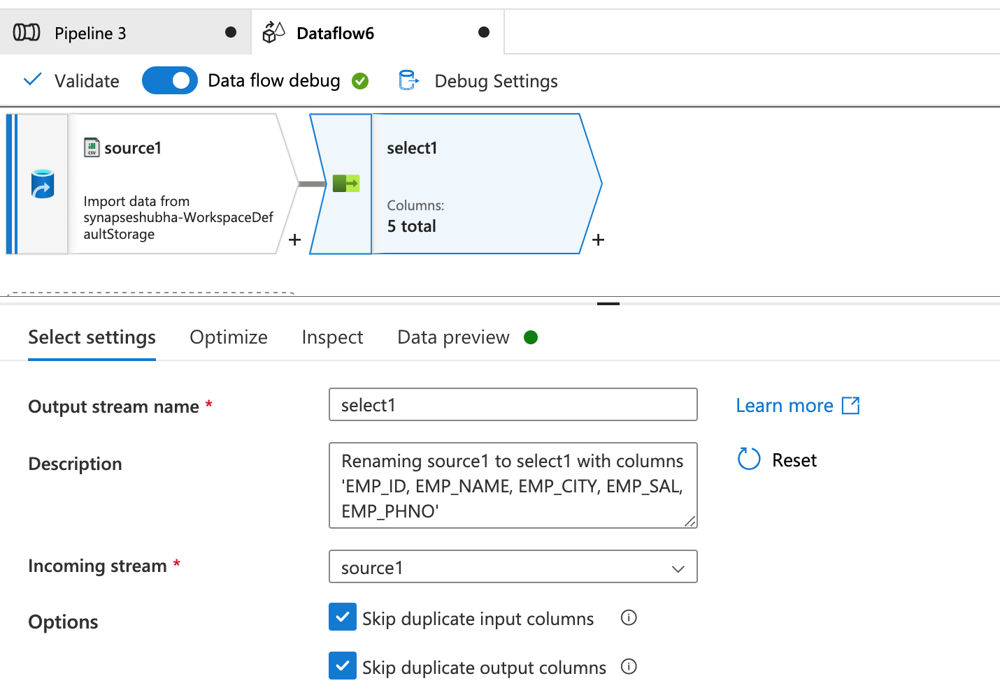 Pipeline 3
Dataflow6
Validate
Data flow debug
Debug Settings
csv
source1
Import data from
synapseshubha-WorkspaceDef
aultStorage
+
select1
Columns:
5 total
+
Select settings
Optimize
Inspect
Data preview
Output stream name *
select1
Learn more
Description
Renaming source1 to select1 with columns
'EMP_ID, EMP_NAME, EMP_CITY, EMP_SAL,
EMP_PHNO'
Reset
Incoming stream *
source1
Options
Skip duplicate input columns
Skip duplicate output columns